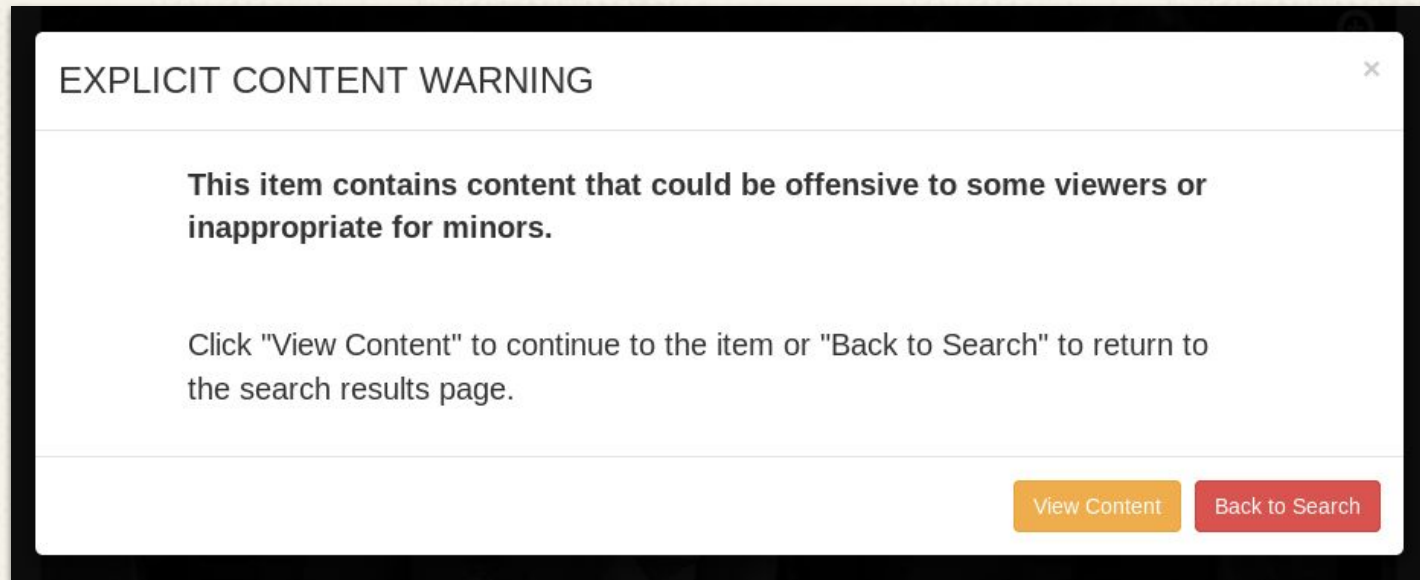 EXPLICIT CONTENT WARNING
×
This item contains content that could be offensive to some viewers or
inappropriate for minors.
Click "View Content" to continue to the item or "Back to Search" to return to
the search results page.
View Content Back to Search